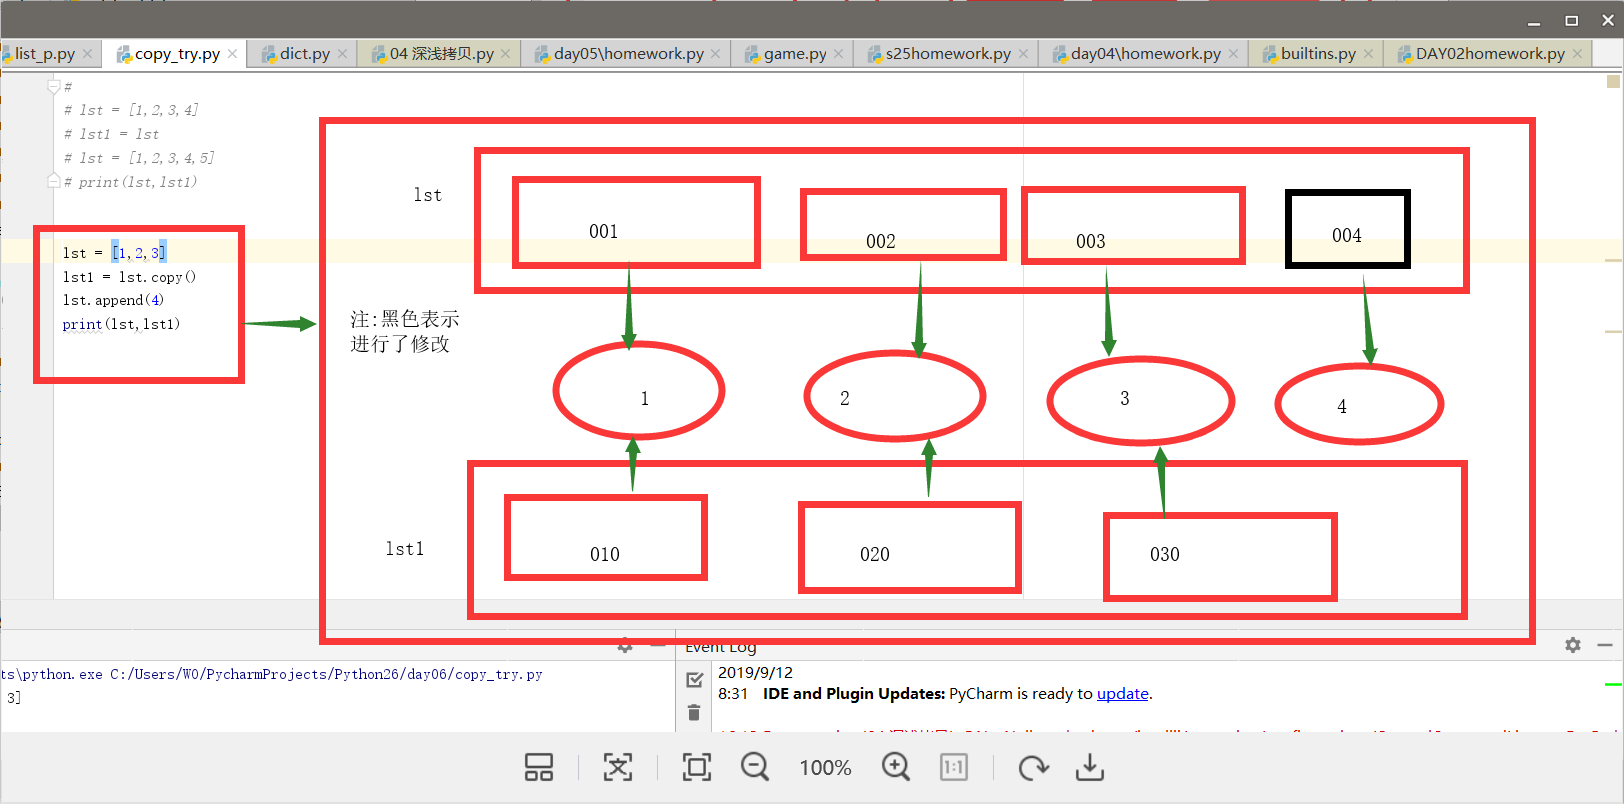 list_p.py copy_try.py dict.py 04 深浅拷贝.py day05\homework.py game.py s25homework.py day04\homework.py builtins.py DAY02homework.py
#
# lst = [1,2,3,4]
# lst1 = lst
# lst = [1,2,3,4,5]
# print(lst,lst1)
lst = [1,2,3]
lst1 = lst.copy()
lst.append(4)
print(lst,lst1)
lst
001 002 003 004
注:黑色表示
进行了修改
1 2 3 4
lst1
010 020 030
Event Log
ts\python.exe C:/Users/WO/PycharmProjects/Python26/day06/copy_try.py
3]
2019/9/12
8:31 IDE and Plugin Updates: PyCharm is ready to update.
100%
1:1